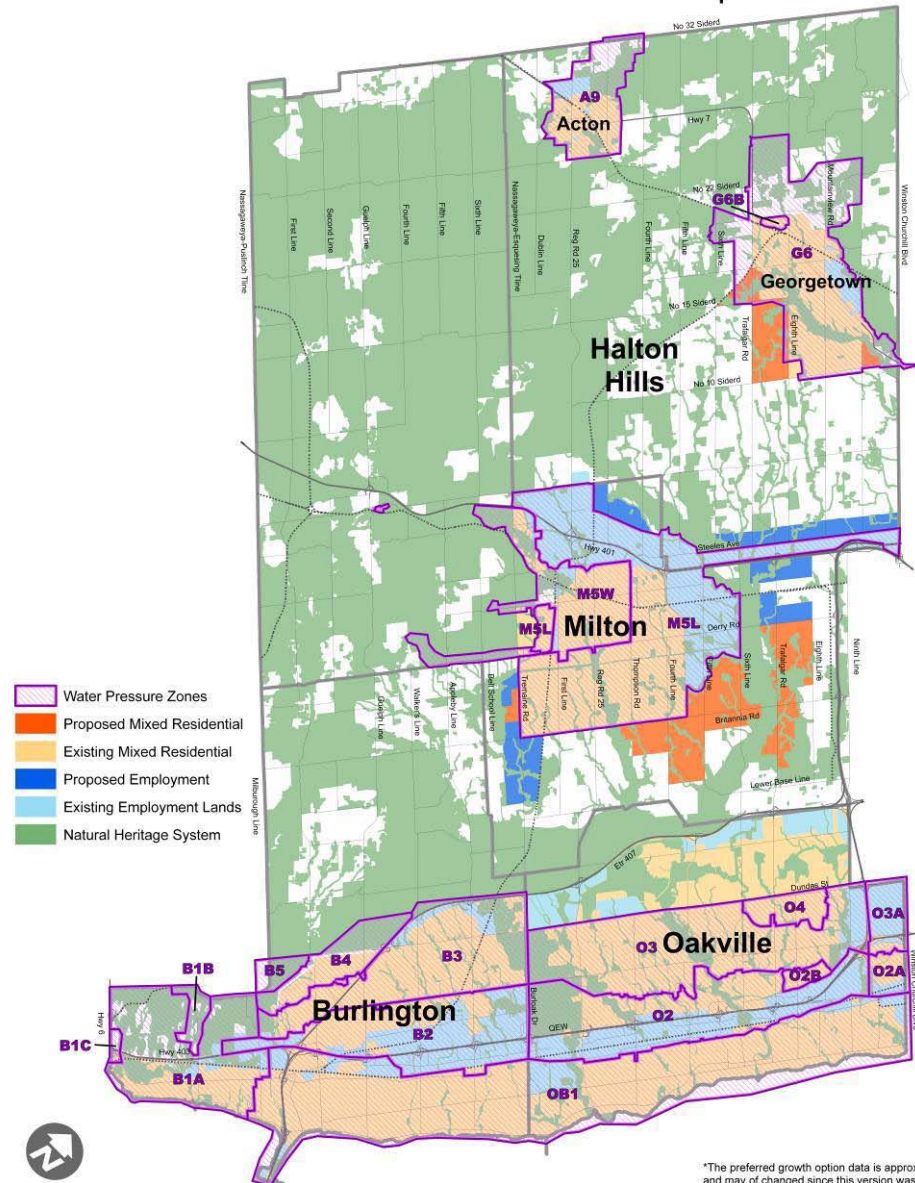 No 32 Siderd
A9
Acton
Hwy 7
No 22 Siderd
G6B
Mountainview Rd
Winston Churchill Blvd
Nassagaweya-Puslinch Tline
First Line
Second Line
Guelph Line
Fourth Line
Fifth Line
Sixth Line
Nassagaweya-Esquesing Tline
Dublin Line
Reg Rd 25
Fourth Line
Fifth Line
Sixth Line
G6
Georgetown
No 15 Siderd
Trafalgar Rd
Eighth Line
Halton
Hills
No 10 Siderd
Steeles Ave
Hwy 401
M5W
M5L
Milton
M5L
Derry Rd
Bell School Line
Tremaine Rd
First Line
Reg Rd 25
Thompson Rd
Fourth Line
Sixth Line
Trafalgar Rd
Eighth Line
Ninth Line
Britannia Rd
Lower Base Line
Guelph Line
Walkers Line
Appleby Line
Milborough Line
Water Pressure Zones
Proposed Mixed Residential
Existing Mixed Residential
Proposed Employment
Existing Employment Lands
Natural Heritage System
Etr 407
Dundas St
O4
O3A
O3
Oakville
B5
B4
B3
B1B
O2B
O2A
Burlington
Burloak Dr
O2
QEW
B2
Hwy 6
B1C
Hwy 403
B1A
OB1
N
*The preferred growth option data is approx
and may of changed since this version was